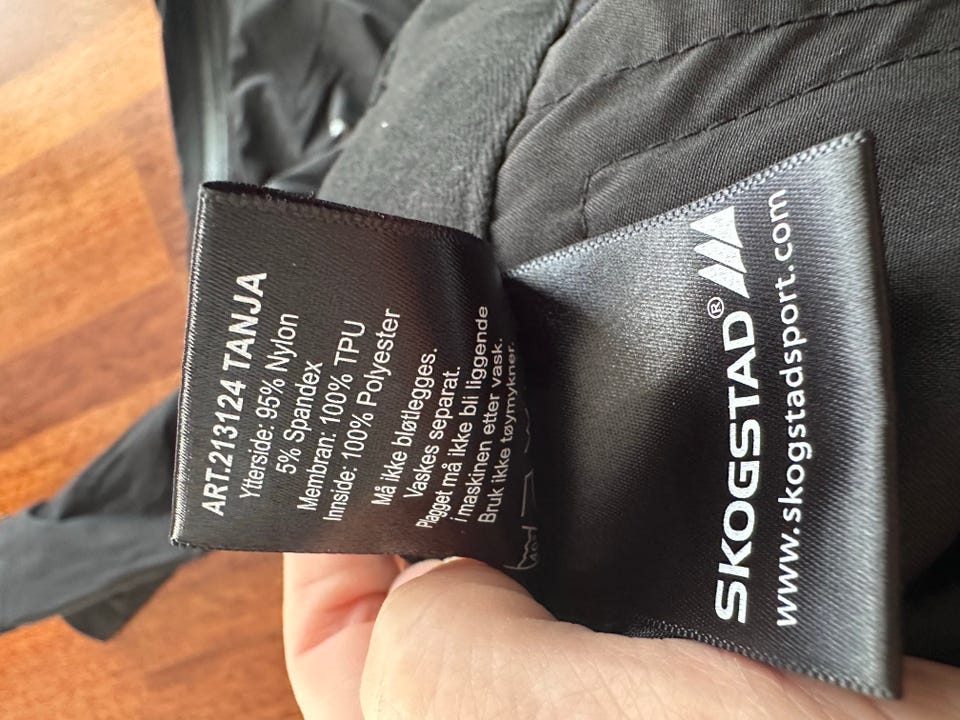 ART.213124 TANJA
Ytterside: 95% Nylon
5% Spandex
Membran: 100% TPU
Innside: 100% Polyester
Må ikke bløtlegges.
Vaskes separat.
Plagget må ikke bli liggende
i maskinen etter vask.
Bruk ikke tøymykner.
SKOGSTAD®
www.skogstadsport.com